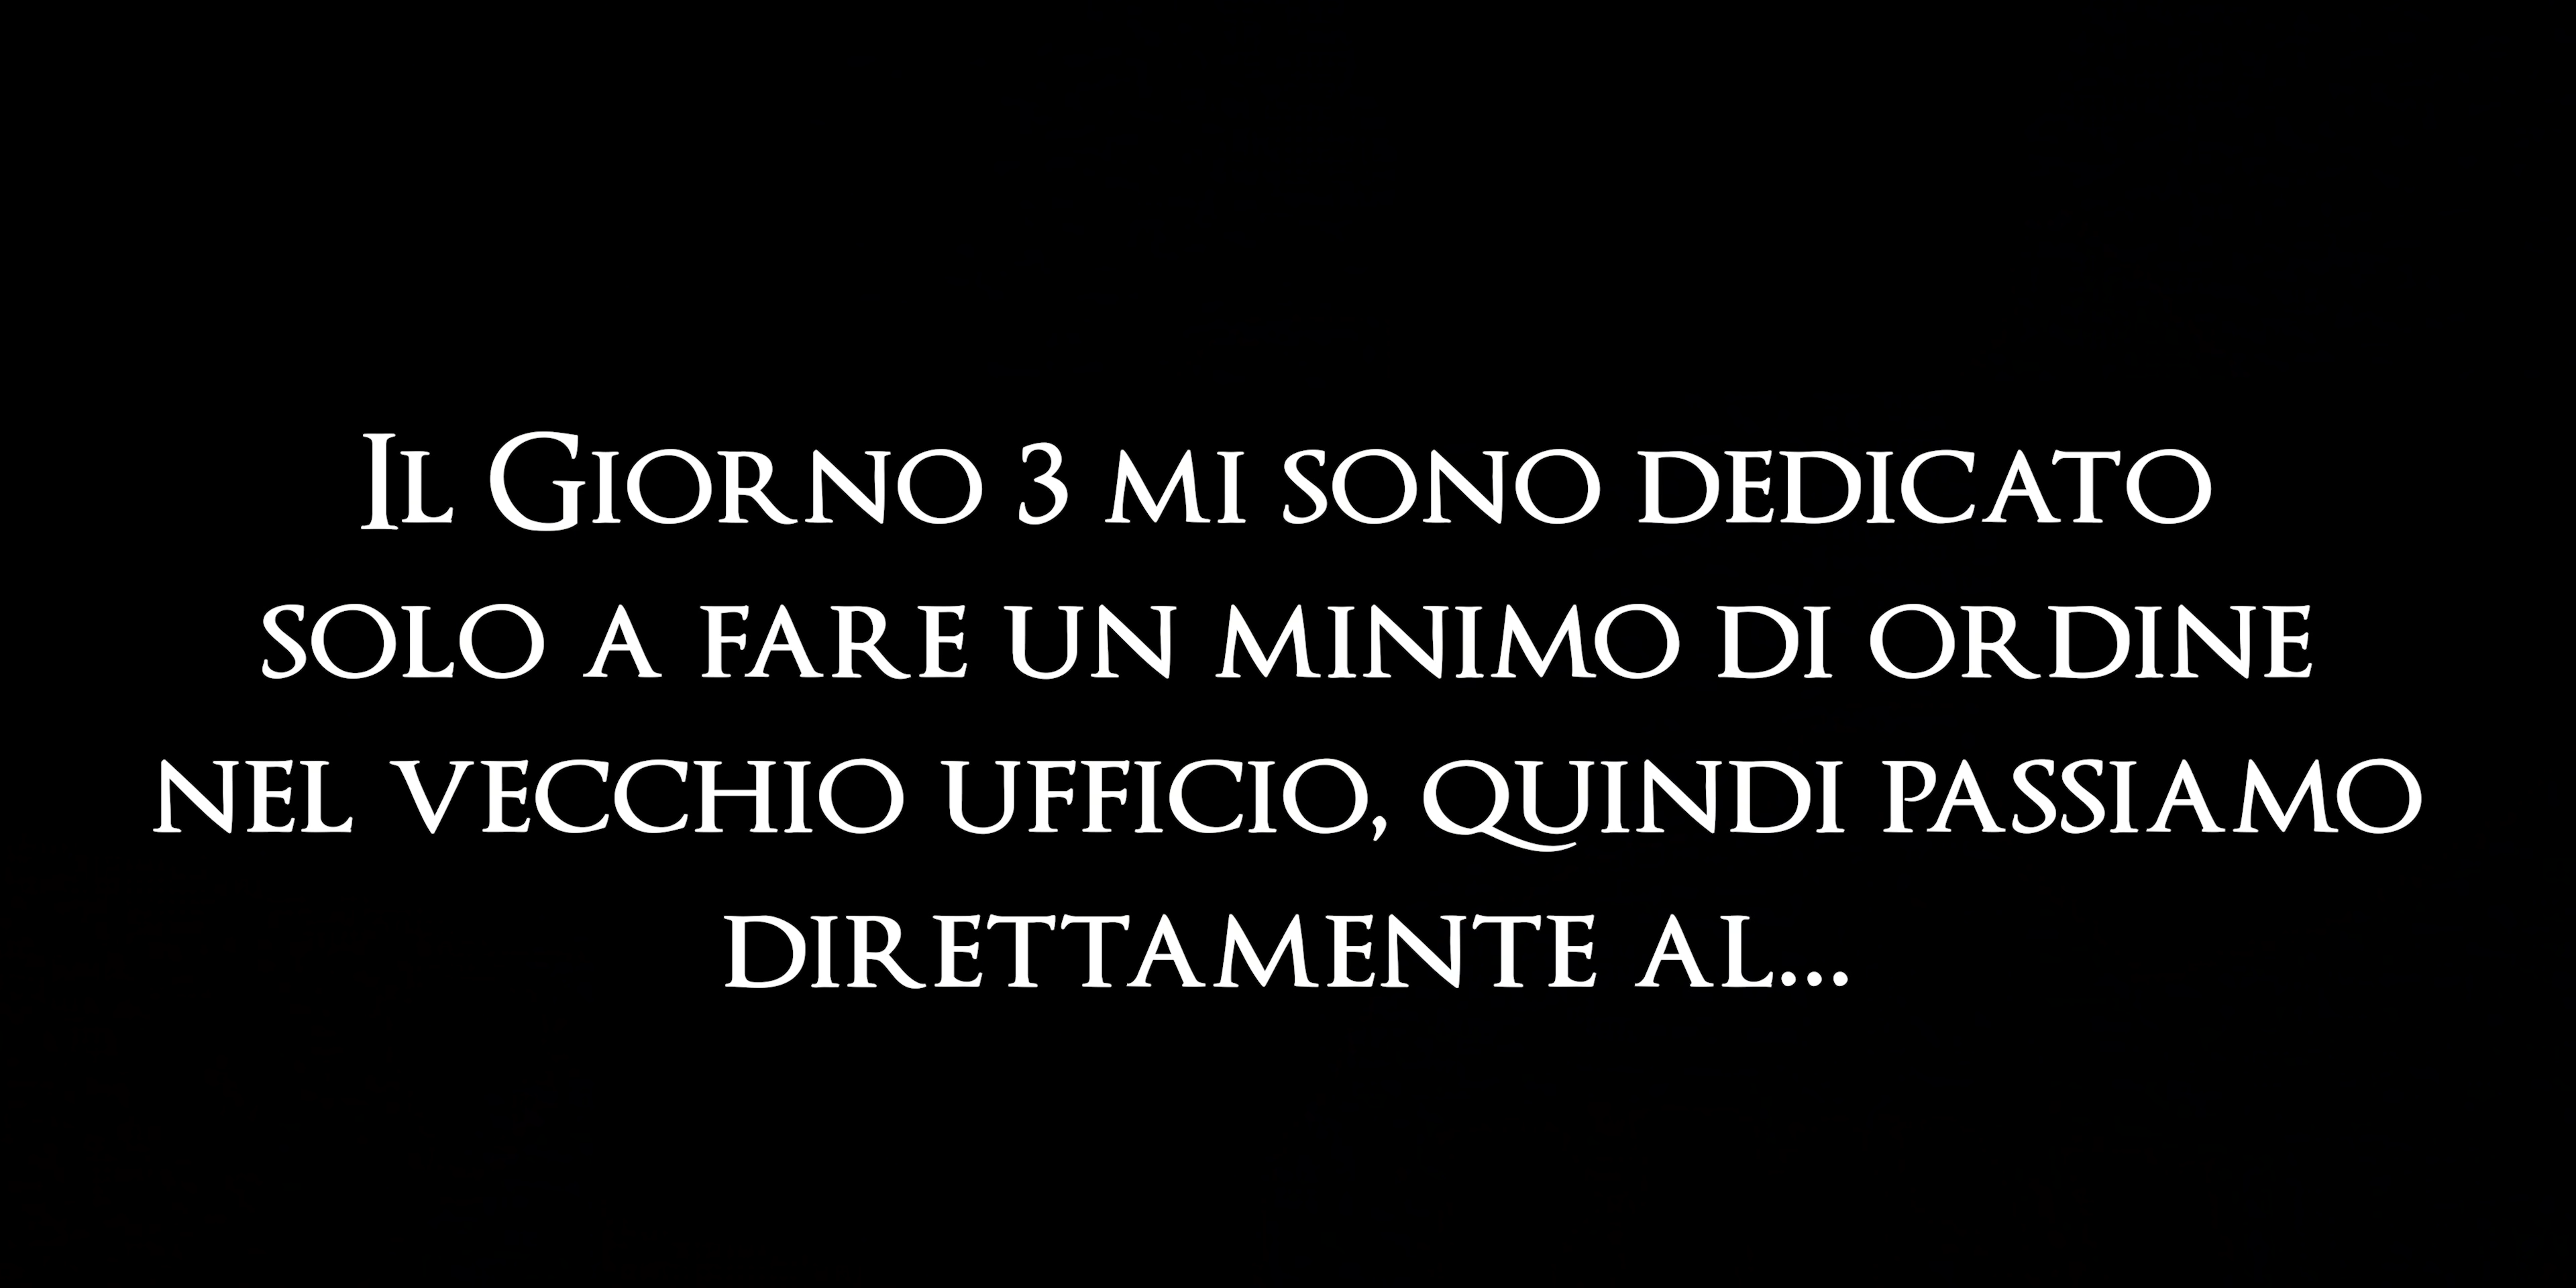 Il Giorno 3 mi sono dedicato
solo a fare un minimo di ordine
nel vecchio ufficio, quindi passiamo
direttamente al...